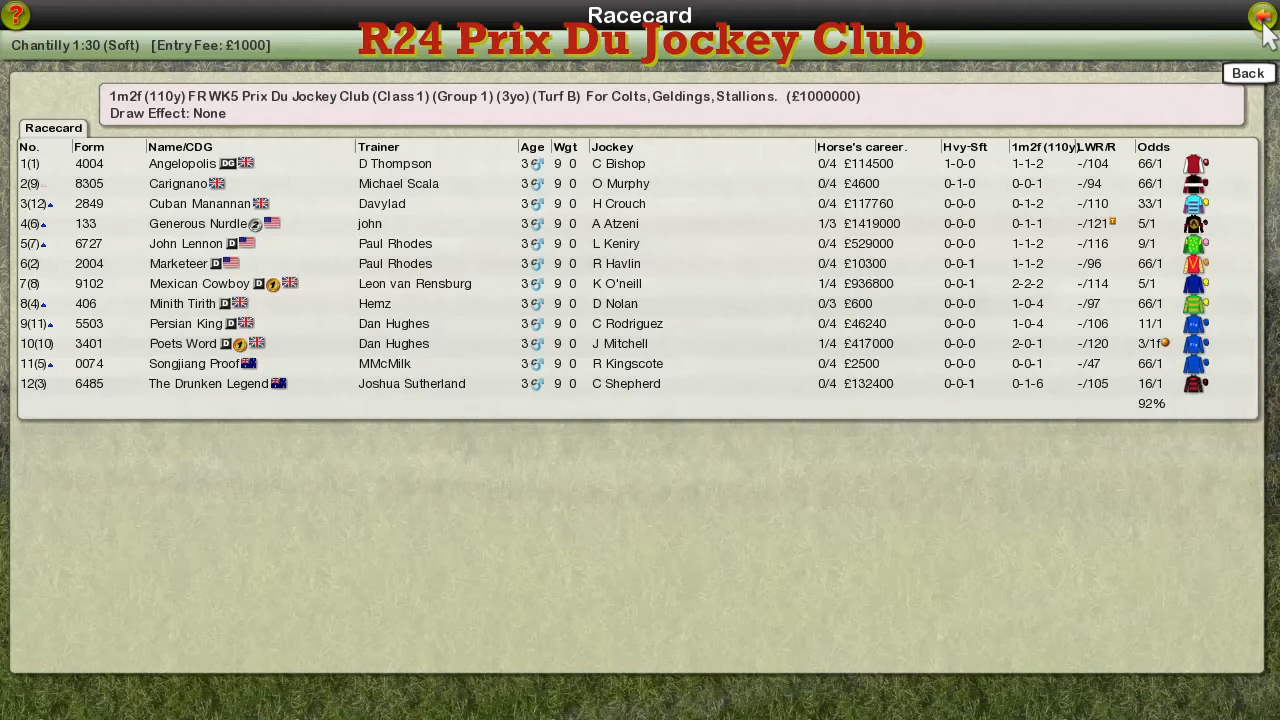 Racecard
R24 Prix Du Jockey Club
Chantilly 1:30 (Soft) [Entry Fee: £1000]
Back
1m2f (110y) FR WK5 Prix Du Jockey Club (Class 1) (Group 1) (3yo) (Turf B) For Colts, Geldings, Stallions. (£1000000)
Draw Effect: None
Racecard
No. Form Name/CDG Trainer Age Wgt Jockey Horse's career. Hvy-Sft 1m2f (110y) LWR/R Odds
1(1) 4004 Angelopolis DG D Thompson 3 9 0 C Bishop 0/4 £114500 1-0-0 1-1-2 -/104 66/1
2(9) 8305 Carignano Michael Scala 3 9 0 O Murphy 0/4 £4600 0-1-0 0-0-1 -/94 66/1
3(12) 2849 Cuban Manannan Davylad 3 9 0 H Crouch 0/4 £117760 0-0-0 0-1-2 -/110 33/1
4(6) 133 Generous Nurdle 2 john 3 9 0 A Atzeni 1/3 £1419000 0-0-0 0-1-1 -/121 T 5/1
5(7) 6727 John Lennon D Paul Rhodes 3 9 0 L Keniry 0/4 £529000 0-0-1 1-1-2 -/116 9/1
6(2) 2004 Marketeer D Paul Rhodes 3 9 0 R Havlin 0/4 £10300 0-0-1 1-1-2 -/96 66/1
7(8) 9102 Mexican Cowboy D 1 Leon van Rensburg 3 9 0 K O'neill 1/4 £936800 0-0-1 2-2-2 -/114 5/1
8(4) 406 Minith Tirith D Hemz 3 9 0 D Nolan 0/3 £600 0-0-0 1-0-4 -/97 66/1
9(11) 5503 Persian King D Dan Hughes 3 9 0 C Rodriguez 0/4 £46240 0-0-0 1-0-4 -/106 11/1
10(10) 3401 Poets Word D 1 Dan Hughes 3 9 0 J Mitchell 1/4 £417000 0-0-0 2-0-1 -/120 3/1f
11(5) 0074 Songjiang Proof MMcMilk 3 9 0 R Kingscote 0/4 £2500 0-0-0 0-0-1 -/47 66/1
12(3) 6485 The Drunken Legend Joshua Sutherland 3 9 0 C Shepherd 0/4 £132400 0-0-1 0-1-6 -/105 16/1
92%